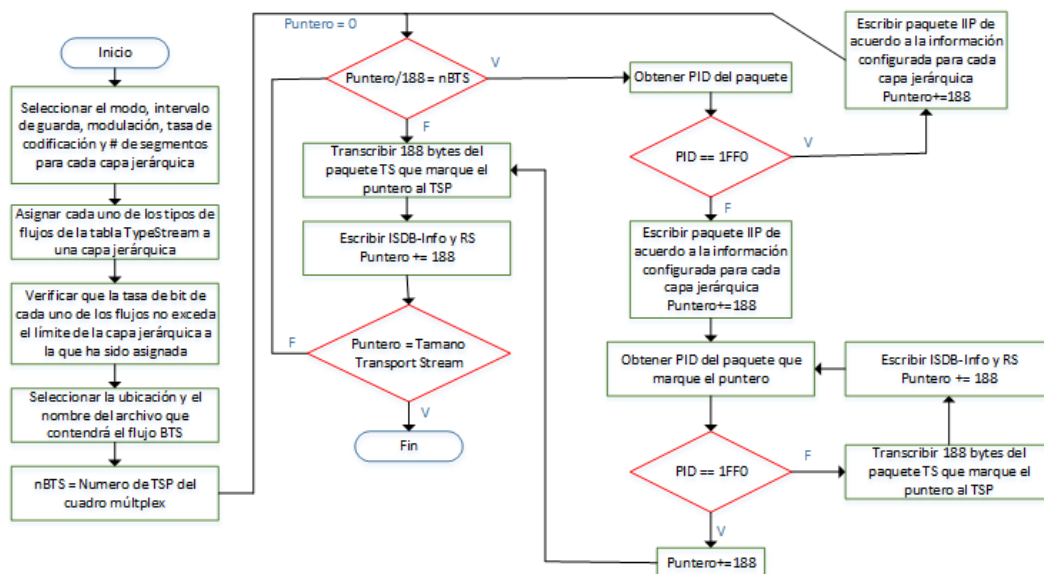 Inicio
Seleccionar el modo, intervalo
de guarda, modulación, tasa de
codificación y # de segmentos
para cada capa jerárquica
Asignar cada uno de los tipos de
flujos de la tabla TypeStream a
una capa jerárquica
Verificar que la tasa de bit de
cada uno de los flujos no exceda
el límite de la capa jerárquica a
la que ha sido asignada
Seleccionar la ubicación y el
nombre del archivo que
contendrá el flujo BTS
nBTS = Numero de TSP del
cuadro múltplex
Puntero = 0
Puntero/188 = nBTS
V
F
Transcribir 188 bytes del
paquete TS que marque el
puntero al TSP
Escribir ISDB-Info y RS
Puntero += 188
Puntero = Tamano
Transport Stream
F
V
Fin
Obtener PID del paquete
PID == 1FF0
V
F
Escribir paquete IIP de
acuerdo a la información
configurada para cada
capa jerárquica
Puntero+=188
Escribir paquete IIP de
acuerdo a la información
configurada para cada
capa jerárquica
Puntero+=188
Obtener PID del paquete que
marque el puntero
PID == 1FF0
F
V
Transcribir 188 bytes del
paquete TS que marque el
puntero al TSP
Escribir ISDB-Info y RS
Puntero += 188
Puntero+=188